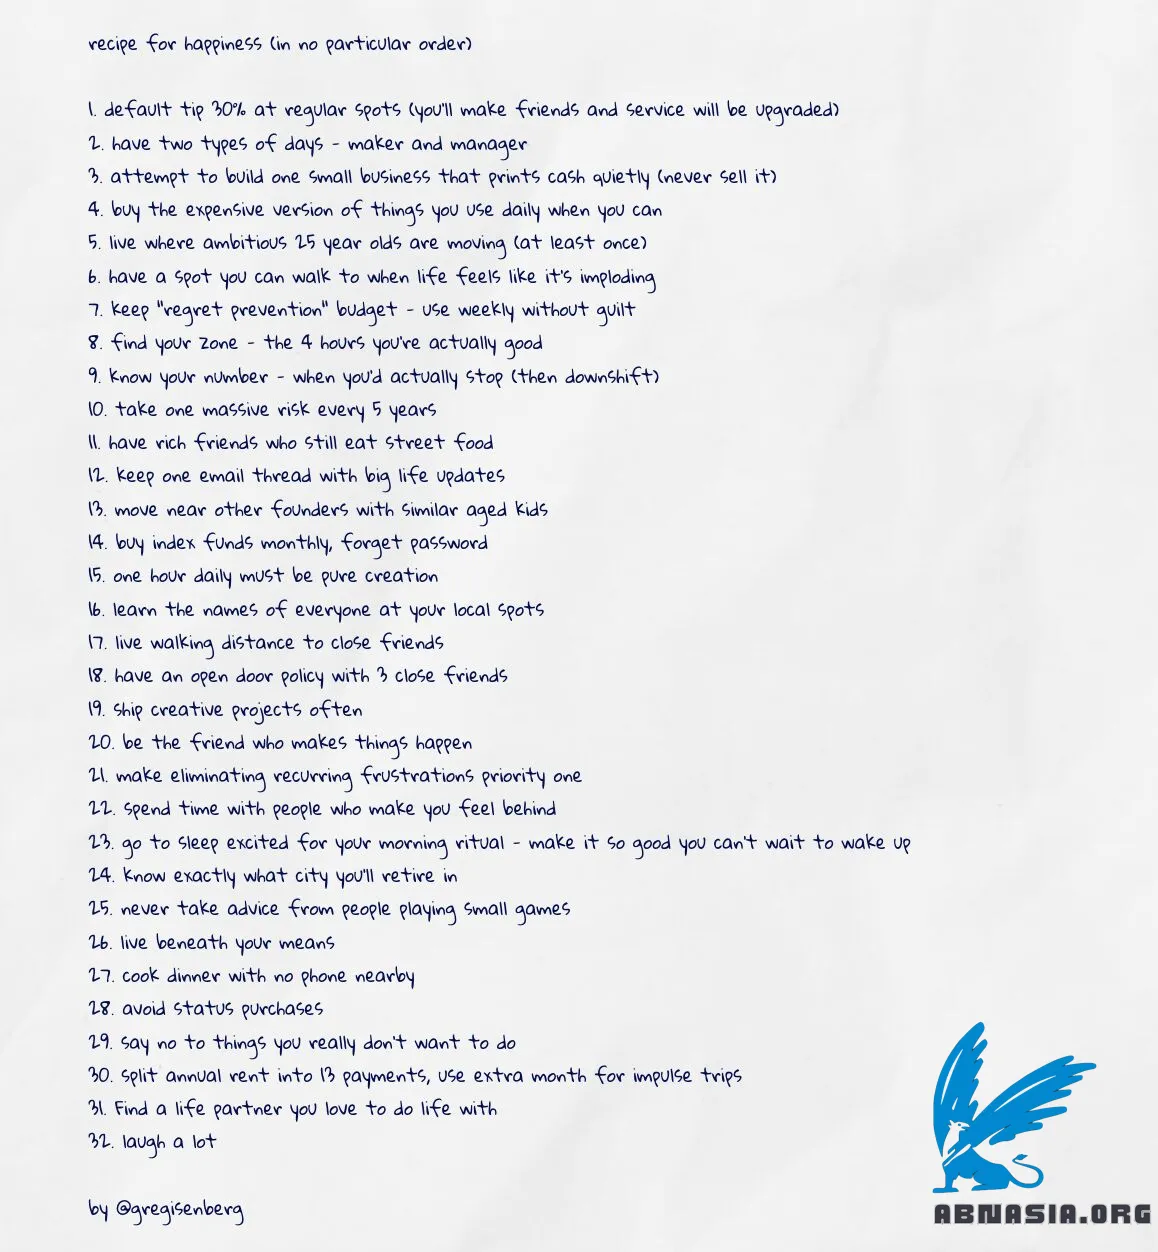 recipe for happiness (in no particular order)
1. default tip 30% at regular spots (you'll make friends and service will be upgraded)
2. have two types of days - maker and manager
3. attempt to build one small business that prints cash quietly (never sell it)
4. buy the expensive version of things you use daily when you can
5. live where ambitious 25 year olds are moving (at least once)
6. have a spot you can walk to when life feels like it's imploding
7. keep "regret prevention" budget - use weekly without guilt
8. find your zone - the 4 hours you're actually good
9. know your number - when you'd actually stop (then downshift)
10. take one massive risk every 5 years
11. have rich friends who still eat street food
12. keep one email thread with big life updates
13. move near other founders with similar aged kids
14. buy index funds monthly, forget password
15. one hour daily must be pure creation
16. learn the names of everyone at your local spots
17. live walking distance to close friends
18. have an open door policy with 3 close friends
19. ship creative projects often
20. be the friend who makes things happen
21. make eliminating recurring frustrations priority one
22. spend time with people who make you feel behind
23. go to sleep excited for your morning ritual - make it so good you can't wait to wake up
24. know exactly what city you'll retire in
25. never take advice from people playing small games
26. live beneath your means
27. cook dinner with no phone nearby
28. avoid status purchases
29. say no to things you really don't want to do
30. split annual rent into 13 payments, use extra month for impulse trips
31. Find a life partner you love to do life with
32. laugh a lot
by @gregisenberg
ABNASIA.ORG